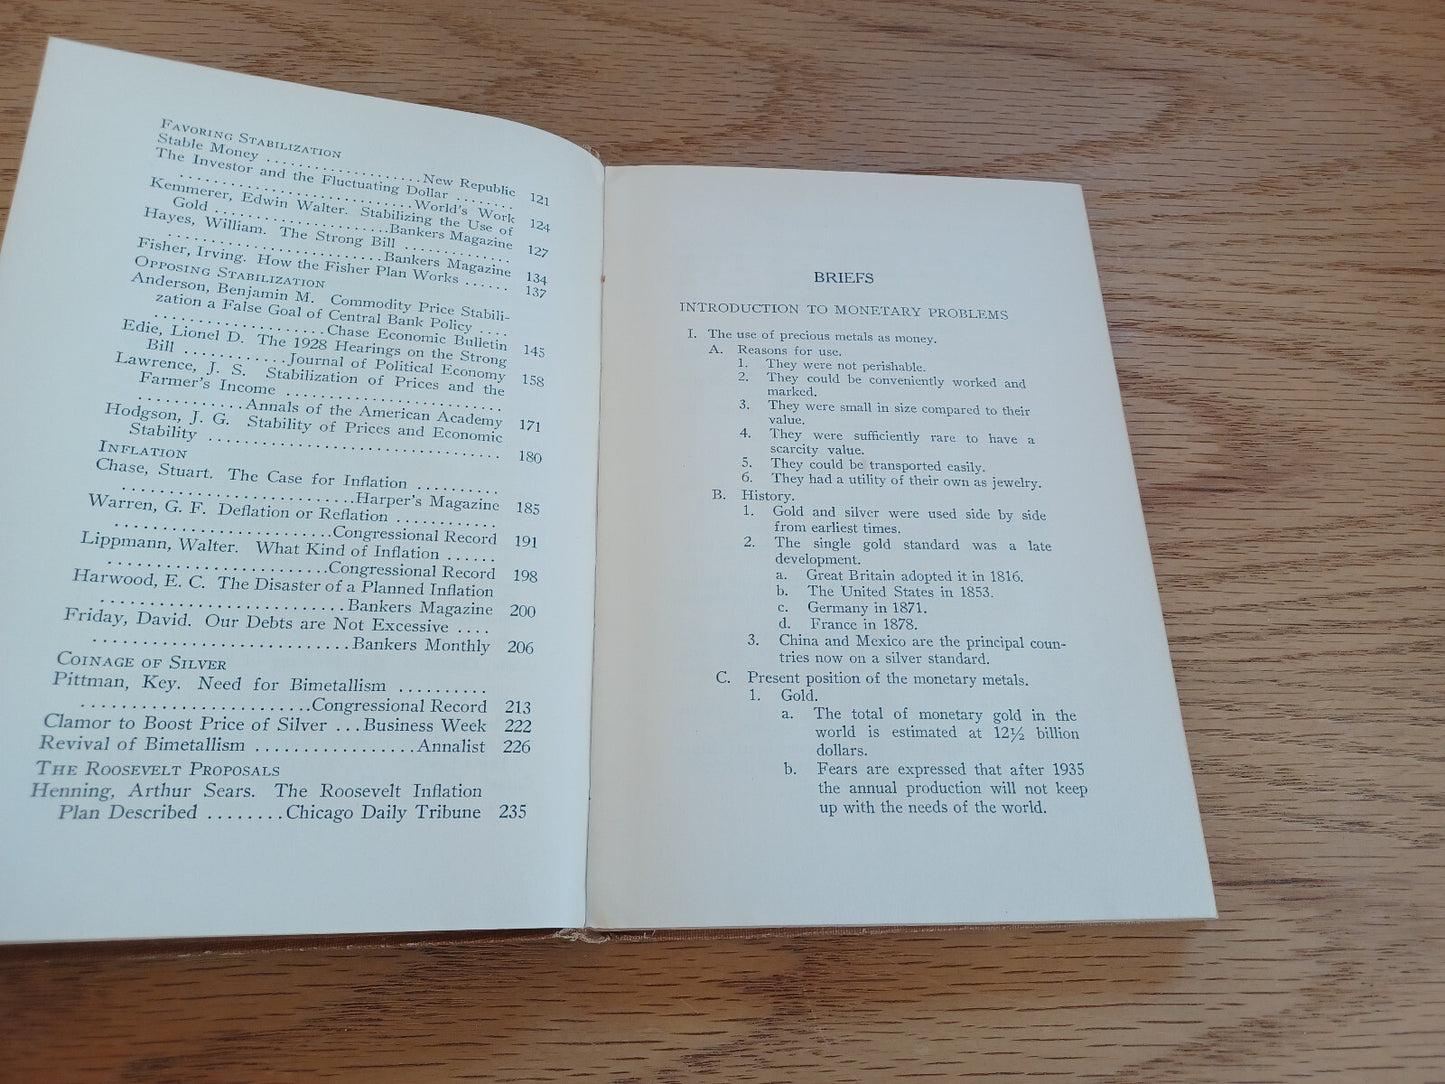 FAVORING STABILIZATION
Stable Money ....................New Republic 121
The Investor and the Fluctuating Dollar ........
.............................World's Work 124
Kemmerer, Edwin Walter. Stabilizing the Use of
Gold .......................Bankers Magazine 127
Hayes, William. The Strong Bill ..............
.............................Bankers Magazine 134
Fisher, Irving. How the Fisher Plan Works ...... 137
OPPOSING STABILIZATION
Anderson, Benjamin M. Commodity Price Stabili-
zation a False Goal of Central Bank Policy ....
......................Chase Economic Bulletin 145
Edie, Lionel D. The 1928 Hearings on the Strong
Bill .............Journal of Political Economy 158
Lawrence, J. S. Stabilization of Prices and the
Farmer's Income ............................
.............Annals of the American Academy 171
Hodgson, J. G. Stability of Prices and Economic
Stability ..................................... 180
INFLATION
Chase, Stuart. The Case for Inflation ..........
.............................Harper's Magazine 185
Warren, G. F. Deflation or Reflation ............
...........................Congressional Record 191
Lippmann, Walter. What Kind of Inflation ......
...........................Congressional Record 198
Harwood, E. C. The Disaster of a Planned Inflation
..............................Bankers Magazine 200
Friday, David. Our Debts are Not Excessive ....
...............................Bankers Monthly 206
COINAGE OF SILVER
Pittman, Key. Need for Bimetallism ..........
...........................Congressional Record 213
Clamor to Boost Price of Silver ...Business Week 222
Revival of Bimetallism .................Annalist 226
THE ROOSEVELT PROPOSALS
Henning, Arthur Sears. The Roosevelt Inflation
Plan Described ........Chicago Daily Tribune 235
BRIEFS
INTRODUCTION TO MONETARY PROBLEMS
I. The use of precious metals as money.
A. Reasons for use.
1. They were not perishable.
2. They could be conveniently worked and
marked.
3. They were small in size compared to their
value.
4. They were sufficiently rare to have a
scarcity value.
5. They could be transported easily.
6. They had a utility of their own as jewelry.
B. History.
1. Gold and silver were used side by side
from earliest times.
2. The single gold standard was a late
development.
a. Great Britain adopted it in 1816.
b. The United States in 1853.
c. Germany in 1871.
d. France in 1878.
3. China and Mexico are the principal coun-
tries now on a silver standard.
C. Present position of the monetary metals.
1. Gold.
a. The total of monetary gold in the
world is estimated at 12½ billion
dollars.
b. Fears are expressed that after 1935
the annual production will not keep
up with the needs of the world.